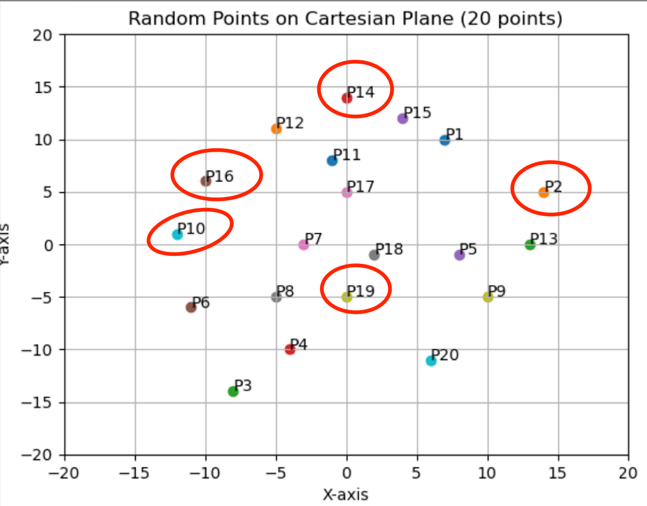 Random Points on Cartesian Plane (20 points)
20
P14
15
P15
P12
P1
10
P11
P16
P17
P2
5
P10
Y-axis
P7
P18
P5
P13
0
P8
P19
P9
−5
P6
P4
P20
−10
P3
−15
−20
−20 −15 −10 −5 0 5 10 15 20
X-axis